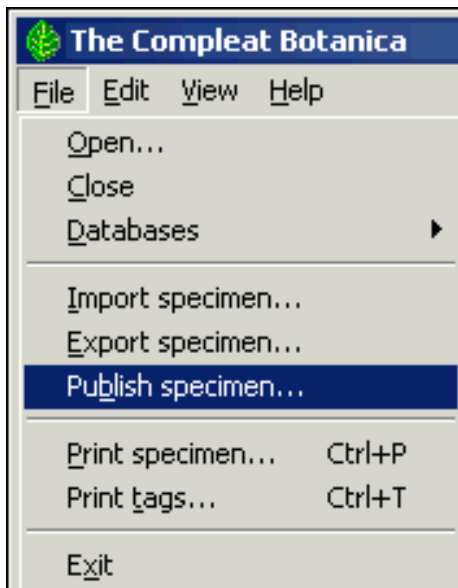 The Compleat Botanica
File Edit View Help
Open...
Close
Databases
Import specimen...
Export specimen...
Publish specimen...
Print specimen... Ctrl+P
Print tags... Ctrl+T
Exit